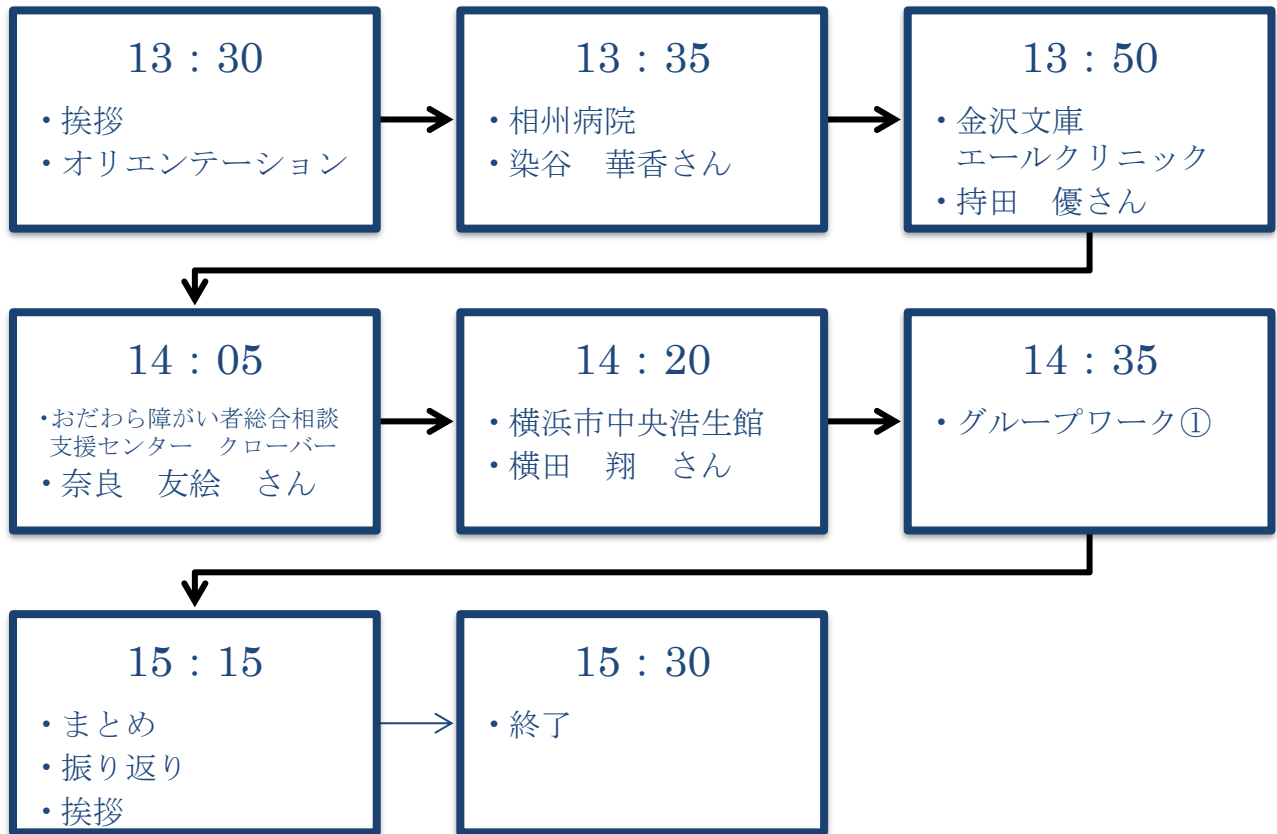 13：30
・挨拶
・オリエンテーション
13：35
・相州病院
・染谷　華香さん
13：50
・金沢文庫
エールクリニック
・持田　優さん
14：05
・おだわら障がい者総合相談
支援センター　クローバー
・奈良　友絵　さん
14：20
・横浜市中央浩生館
・横田　翔　さん
14：35
・グループワーク①
15：15
・まとめ
・振り返り
・挨拶
15：30
・終了